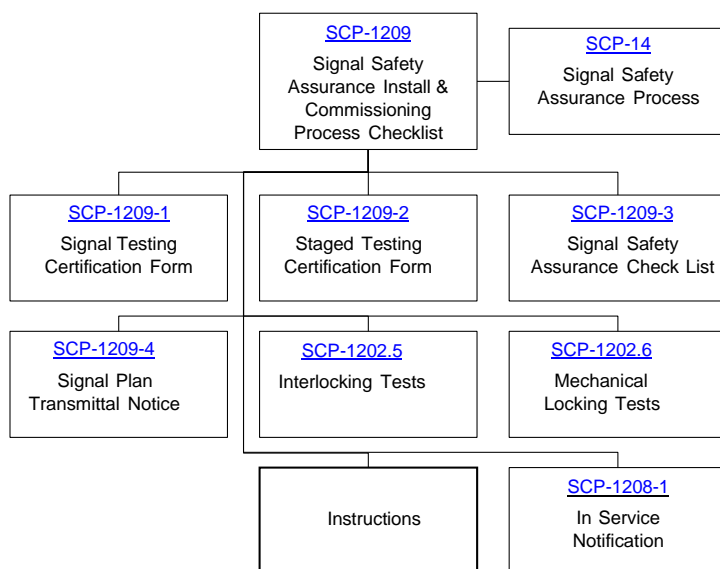 SCP-1209
Signal Safety
Assurance Install &
Commissioning
Process Checklist
SCP-14
Signal Safety
Assurance Process
SCP-1209-1
Signal Testing
Certification Form
SCP-1209-2
Staged Testing
Certification Form
SCP-1209-3
Signal Safety
Assurance Check List
SCP-1209-4
Signal Plan
Transmittal Notice
SCP-1202.5
Interlocking Tests
SCP-1202.6
Mechanical
Locking Tests
Instructions
SCP-1208-1
In Service
Notification